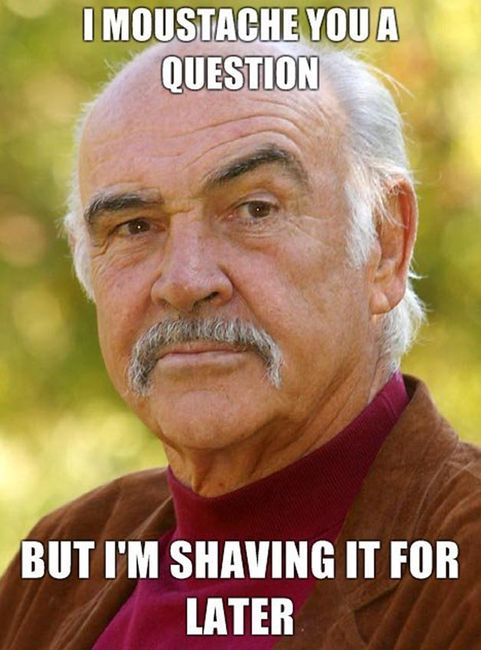 I MOUSTACHE YOU A
QUESTION
BUT I'M SHAVING IT FOR
LATER